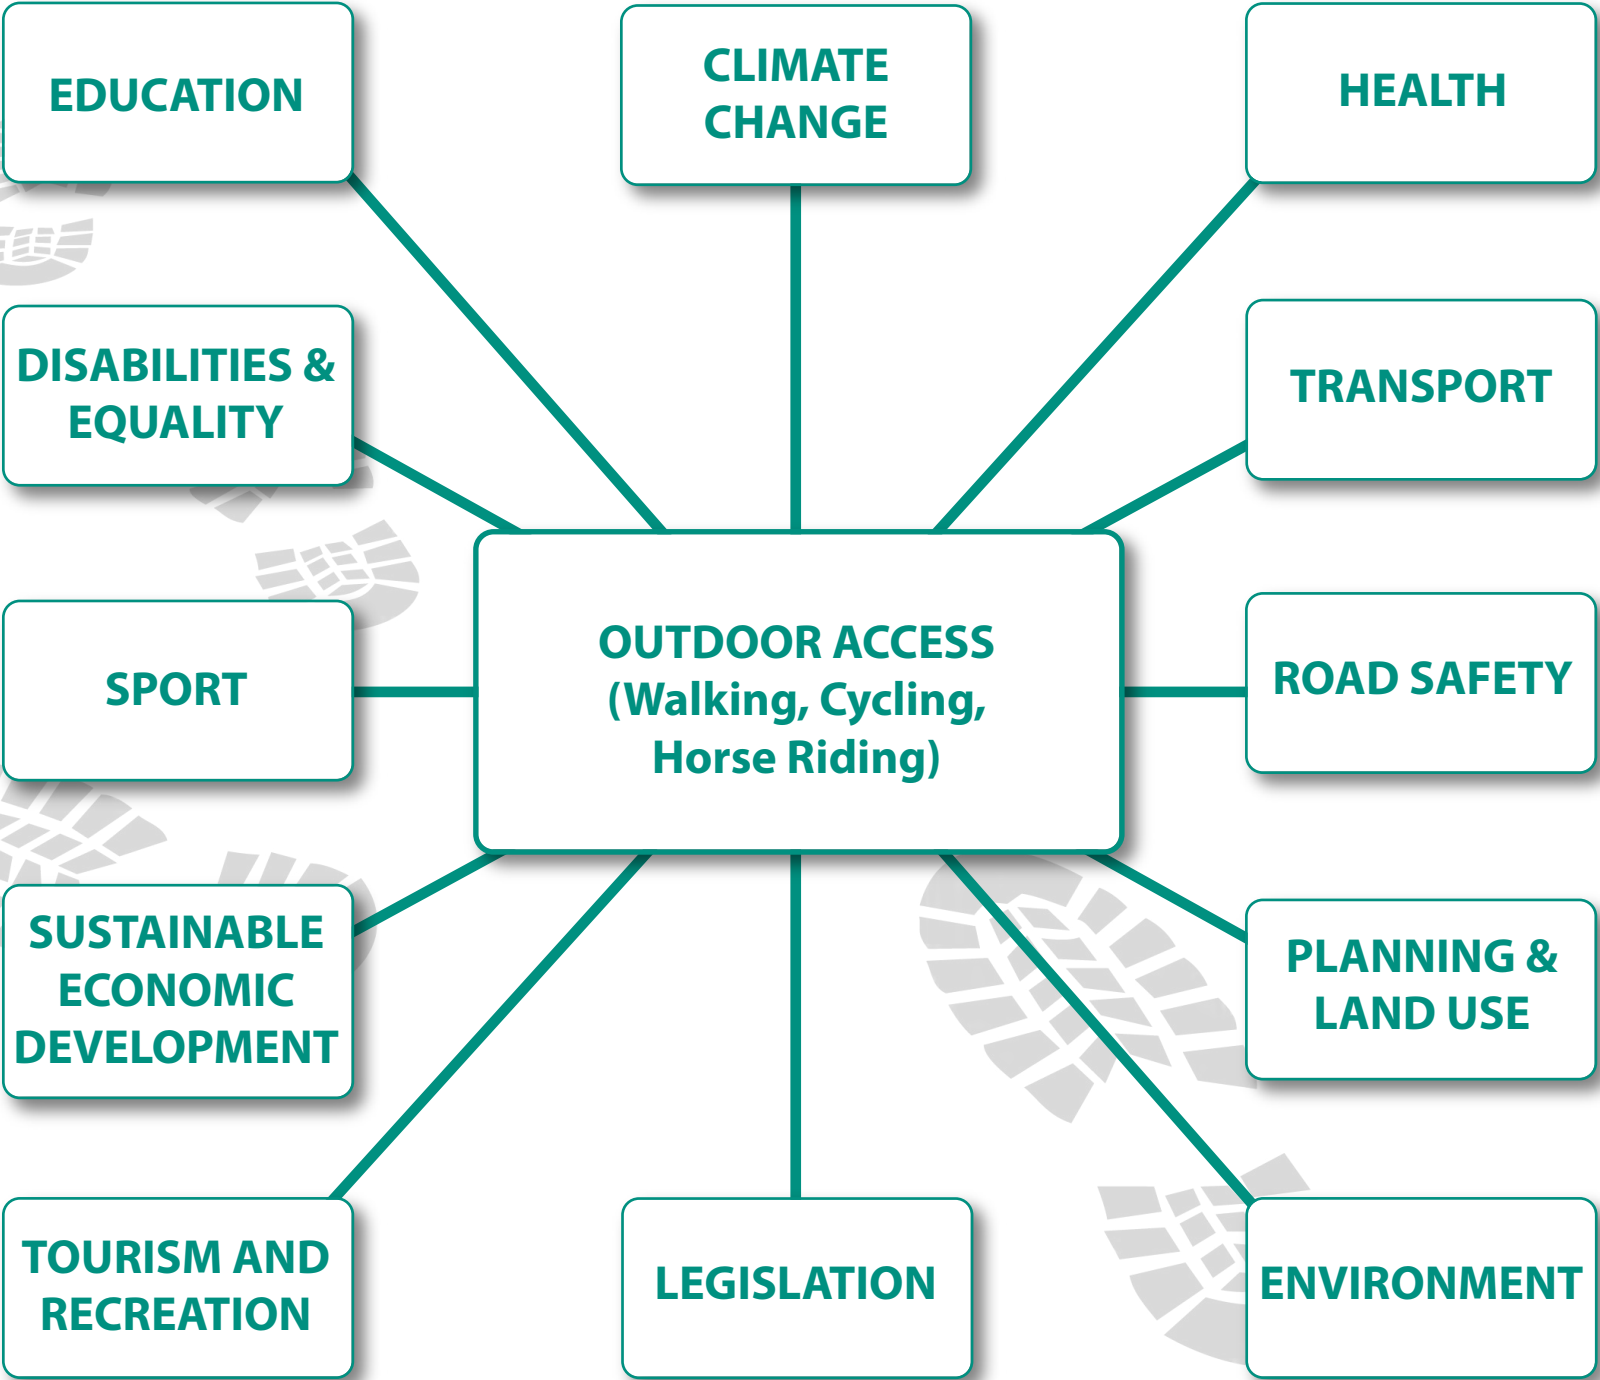 EDUCATION
CLIMATE
CHANGE
HEALTH
DISABILITIES &
EQUALITY
TRANSPORT
SPORT
OUTDOOR ACCESS
(Walking, Cycling,
Horse Riding)
ROAD SAFETY
SUSTAINABLE
ECONOMIC
DEVELOPMENT
PLANNING &
LAND USE
TOURISM AND
RECREATION
LEGISLATION
ENVIRONMENT